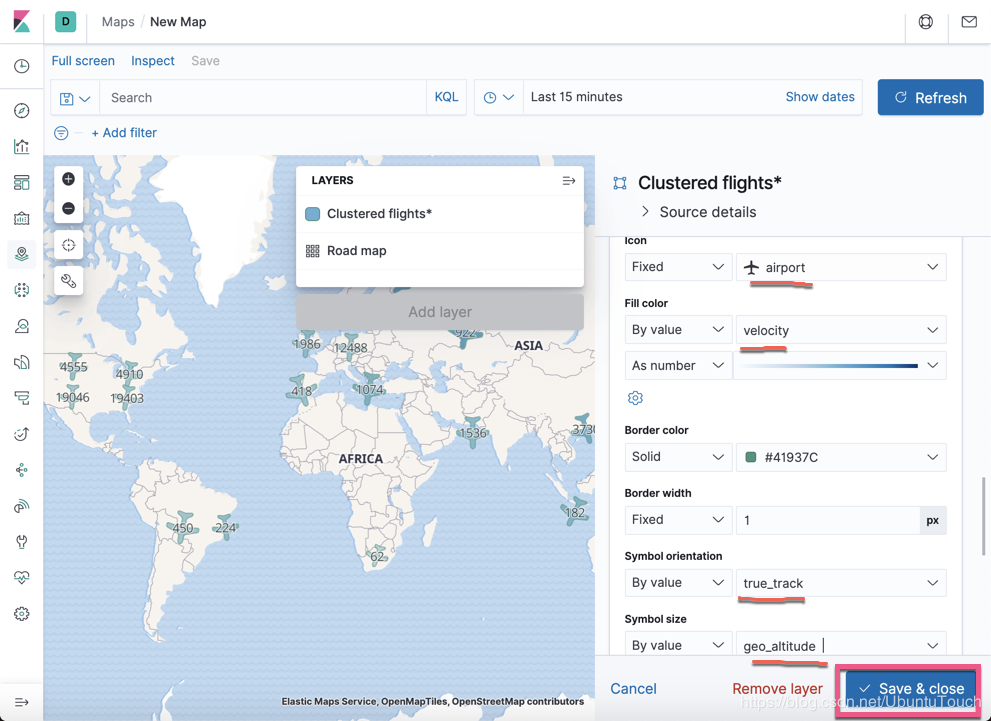 D Maps / New Map
Full screen Inspect Save
Search KQL Last 15 minutes Show dates Refresh
+ Add filter
LAYERS
Clustered flights*
Road map
Add layer
922
ASIA
1986 12488
4555
4910
19046 19403
418 1074
3730
1536
AFRICA
182
450 224
62
Elastic Maps Service, OpenMapTiles, OpenStreetMap contributors
Clustered flights*
Source details
Icon
Fixed airport
Fill color
By value velocity
As number
Border color
Solid #41937C
Border width
Fixed 1 px
Symbol orientation
By value true_track
Symbol size
By value geo_altitude
Cancel Remove layer Save & close
https://blog.csdn.net/UbuntuTouch